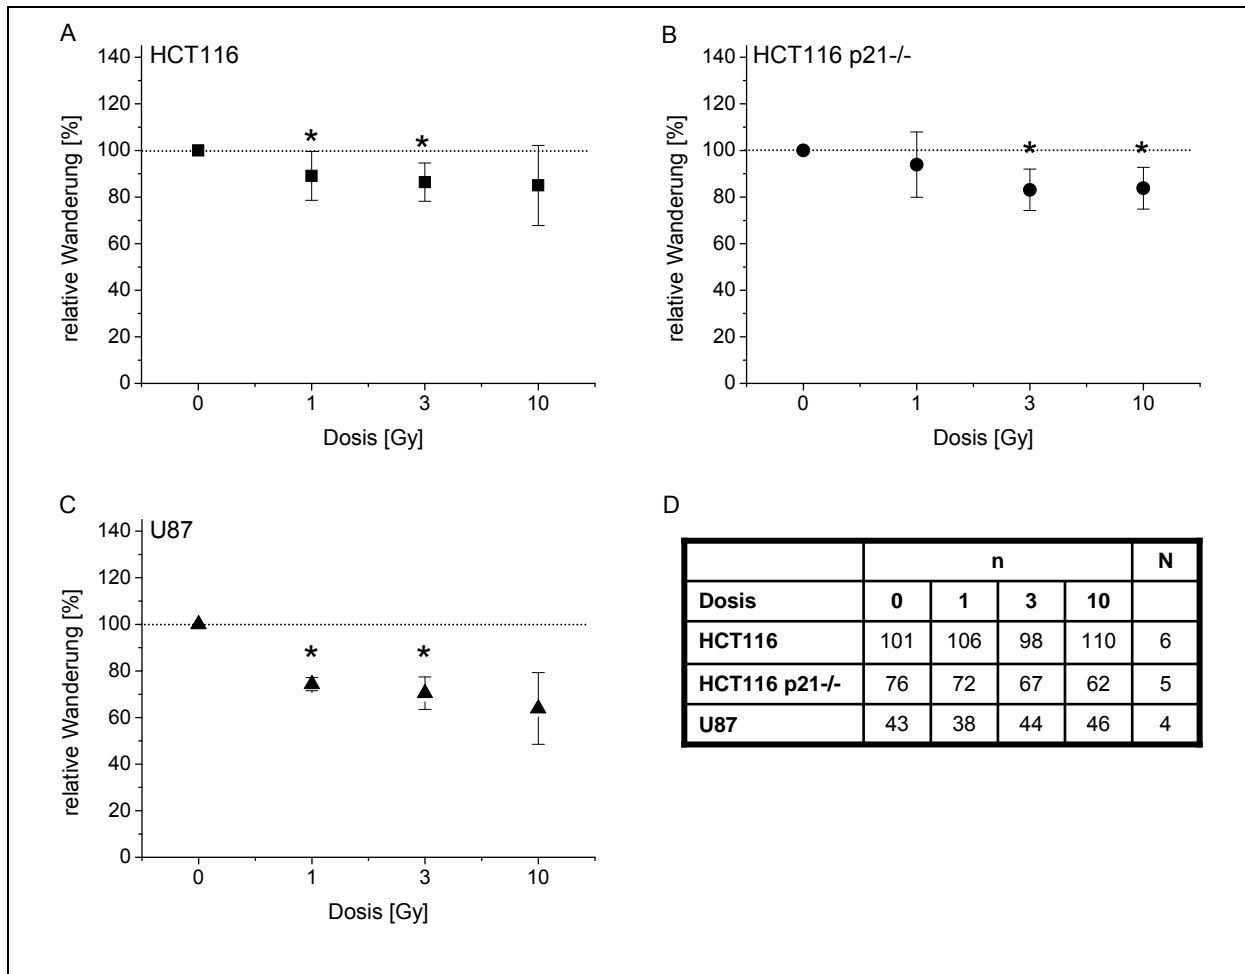 A
HCT116
140
120
100
80
60
40
20
0
relative Wanderung [%]
*
*
0 1 3 10
Dosis [Gy]
B
HCT116 p21-/-
140
120
100
80
60
40
20
0
relative Wanderung [%]
*
*
0 1 3 10
Dosis [Gy]
C
U87
140
120
100
80
60
40
20
0
relative Wanderung [%]
*
*
0 1 3 10
Dosis [Gy]
D
n N
Dosis 0 1 3 10
HCT116 101 106 98 110 6
HCT116 p21-/- 76 72 67 62 5
U87 43 38 44 46 4